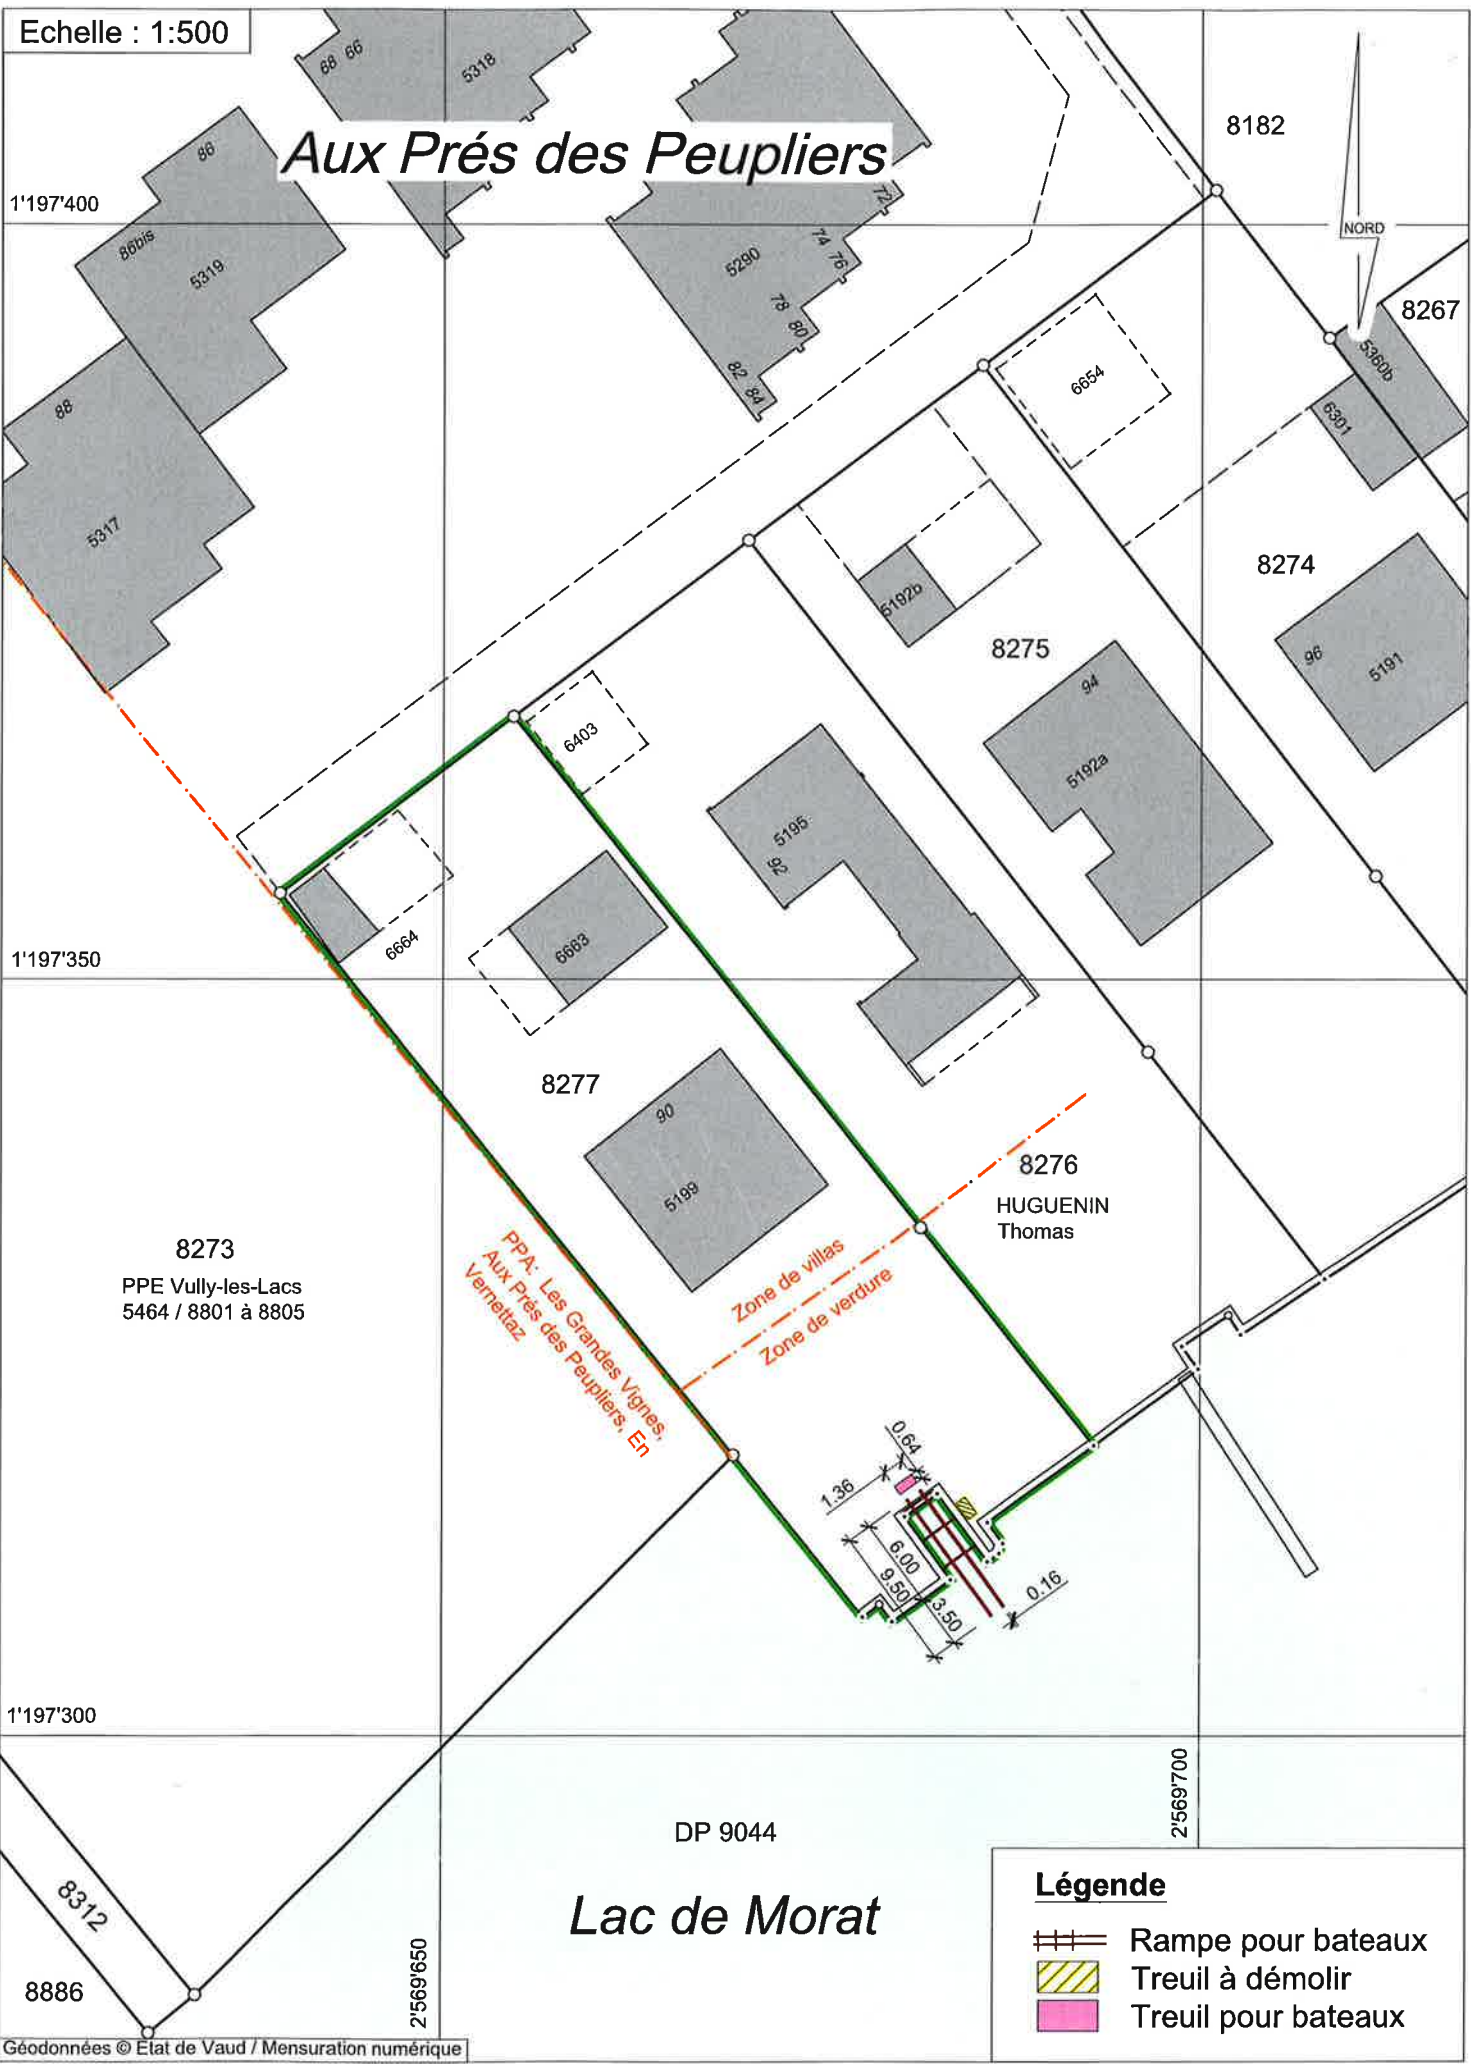 Echelle : 1:500
68 66
5318
Aux Prés des Peupliers
8182
86
1'197'400
72
NORD
86bis
74 76
5319
5290
78 80
8267
5360b
82 84
6654
88
6301
5317
8274
5192b
8275
96
5191
94
6403
5192a
5195
92
6664
6663
1'197'350
8277
90
5199
8276
HUGUENIN
Thomas
8273
PPE Vully-les-Lacs
5464 / 8801 à 8805
PPA: Les Grandes Vignes,
Aux Prés des Peupliers, En
Vernettaz
Zone de villas
Zone de verdure
0.64
1.36
6.00
9.50
3.50
0.16
1'197'300
2'569'700
DP 9044
Lac de Morat
8312
8886
2'569'650
Légende
Rampe pour bateaux
Treuil à démolir
Treuil pour bateaux
Géodonnées © Etat de Vaud / Mensuration numérique